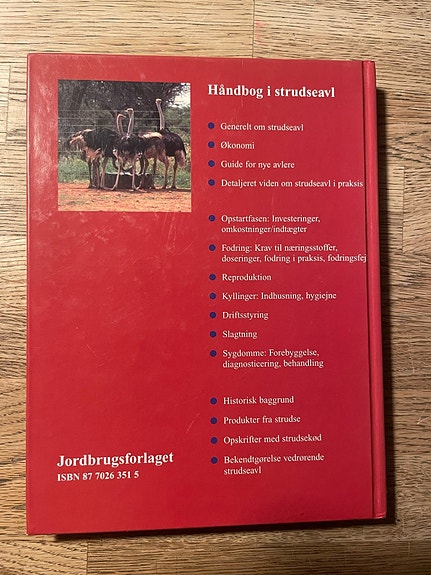 Håndbog i strudseavl
Generelt om strudseavl
Økonomi
Guide for nye avlere
Detaljeret viden om strudseavl i praksis
Opstartfasen: Investeringer,
omkostninger/indtægter
Fodring: Krav til næringsstoffer,
doseringer, fodring i praksis, fodringsfejl
Reproduktion
Kyllinger: Indhusning, hygiejne
Driftsstyring
Slagtning
Sygdomme: Forebyggelse,
diagnosticering, behandling
Historisk baggrund
Produkter fra strudse
Opskrifter med strudsekød
Bekendtgørelse vedrørende
strudseavl
Jordbrugsforlaget
ISBN 87 7026 351 5